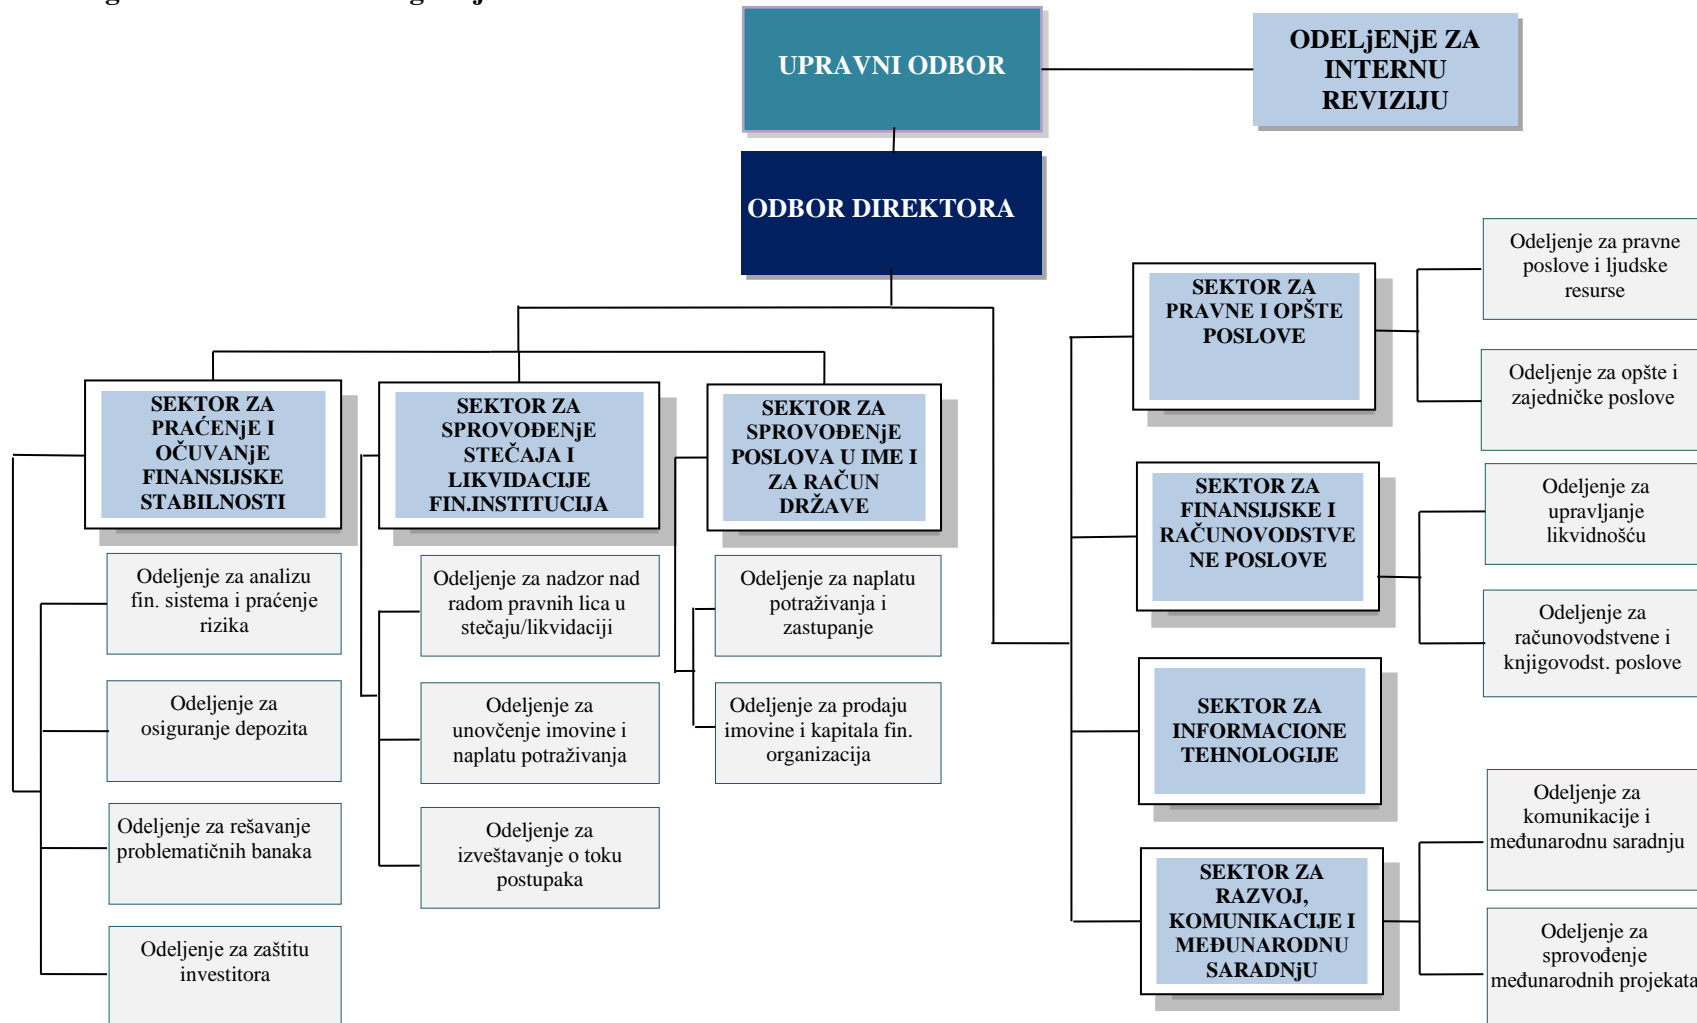 UPRAVNI ODBOR
ODELjENjE ZA
INTERNU
REVIZIJU
ODBOR DIREKTORA
SEKTOR ZA
PRAĆENjE I
OČUVANjE
FINANSIJSKE
STABILNOSTI
Odeljenje za analizu
fin. sistema i praćenje
rizika
Odeljenje za
osiguranje depozita
Odeljenje za rešavanje
problematičnih banaka
Odeljenje za zaštitu
investitora
SEKTOR ZA
SPROVOĐENjE
STEČAJA I
LIKVIDACIJE
FIN.INSTITUCIJA
Odeljenje za nadzor nad
radom pravnih lica u
stečaju/likvidaciji
Odeljenje za
unovčenje imovine i
naplatu potraživanja
Odeljenje za
izveštavanje o toku
postupaka
SEKTOR ZA
SPROVOĐENjE
POSLOVA U IME I
ZA RAČUN
DRŽAVE
Odeljenje za naplatu
potraživanja i
zastupanje
Odeljenje za prodaju
imovine i kapitala fin.
organizacija
SEKTOR ZA
PRAVNE I OPŠTE
POSLOVE
Odeljenje za pravne
poslove i ljudske
resurse
Odeljenje za opšte i
zajedničke poslove
SEKTOR ZA
FINANSIJSKE I
RAČUNOVODSTVE
NE POSLOVE
Odeljenje za
upravljanje
likvidnošću
Odeljenje za
računovodstvene i
knjigovodst. poslove
SEKTOR ZA
INFORMACIONE
TEHNOLOGIJE
SEKTOR ZA
RAZVOJ,
KOMUNIKACIJE I
MEĐUNARODNU
SARADNjU
Odeljenje za
komunikacije i
međunarodnu saradnju
Odeljenje za
sprovođenje
međunarodnih projekata